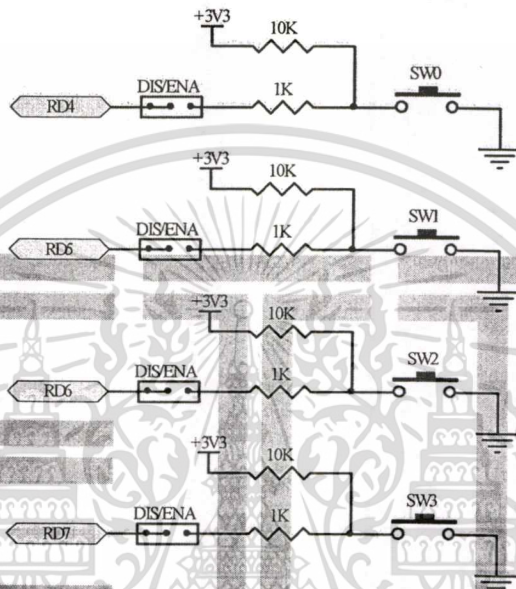 +3V3
10K
SW0
DIS/ENA
1K
RD4
+3V3
10K
SW1
DIS/ENA
1K
RD5
+3V3
10K
SW2
DIS/ENA
1K
RD6
+3V3
10K
SW3
DIS/ENA
1K
RD7